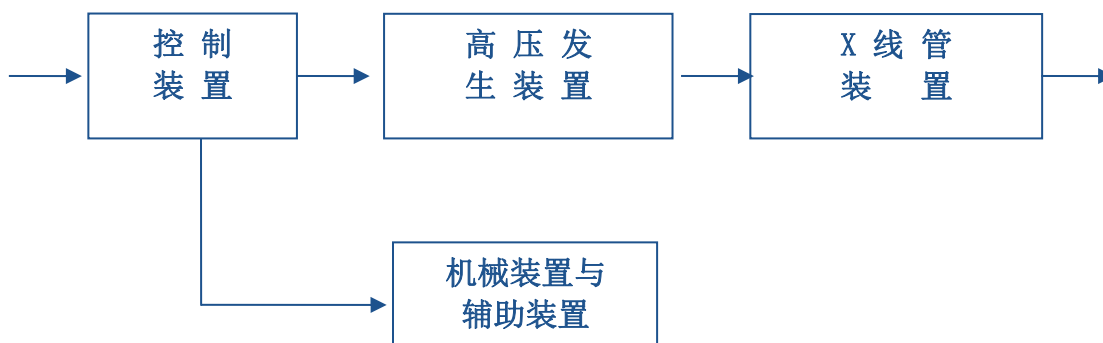 控 制
装 置
高 压 发
生 装 置
X 线 管
装 置
机械装置与
辅助装置